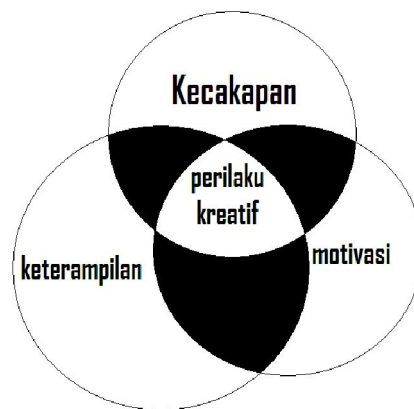 Kecakapan
perilaku
kreatif
keterampilan
motivasi